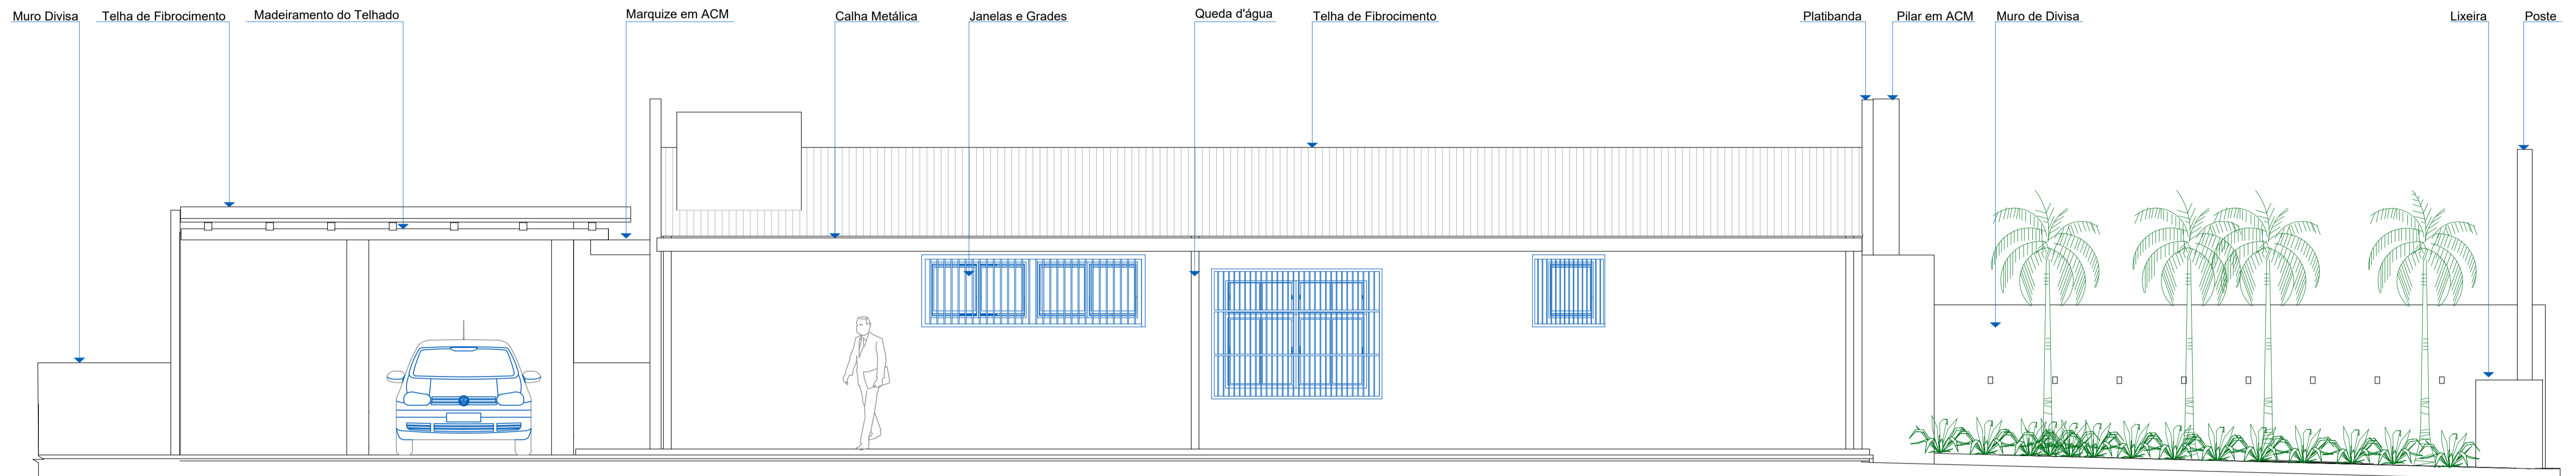 Muro Divisa
Telha de Fibrocimento
Madeiramento do Telhado
Marquize em ACM
Calha Metálica
Janelas e Grades
Queda d'água
Telha de Fibrocimento
Platibanda
Pilar em ACM
Muro de Divisa
Lixeira
Poste